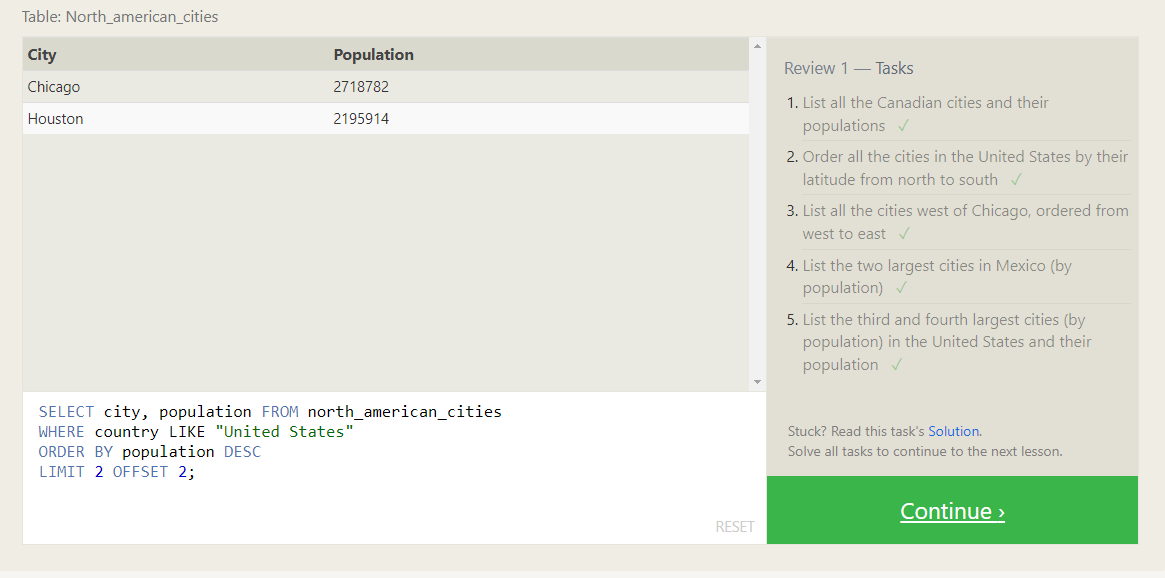 Table: North_american_cities
City Population
Chicago 2718782
Houston 2195914
SELECT city, population FROM north_american_cities
WHERE country LIKE "United States"
ORDER BY population DESC
LIMIT 2 OFFSET 2;
RESET
Review 1 — Tasks
1. List all the Canadian cities and their
populations ✓
2. Order all the cities in the United States by their
latitude from north to south ✓
3. List all the cities west of Chicago, ordered from
west to east ✓
4. List the two largest cities in Mexico (by
population) ✓
5. List the third and fourth largest cities (by
population) in the United States and their
population ✓
Stuck? Read this task's Solution.
Solve all tasks to continue to the next lesson.
Continue ›